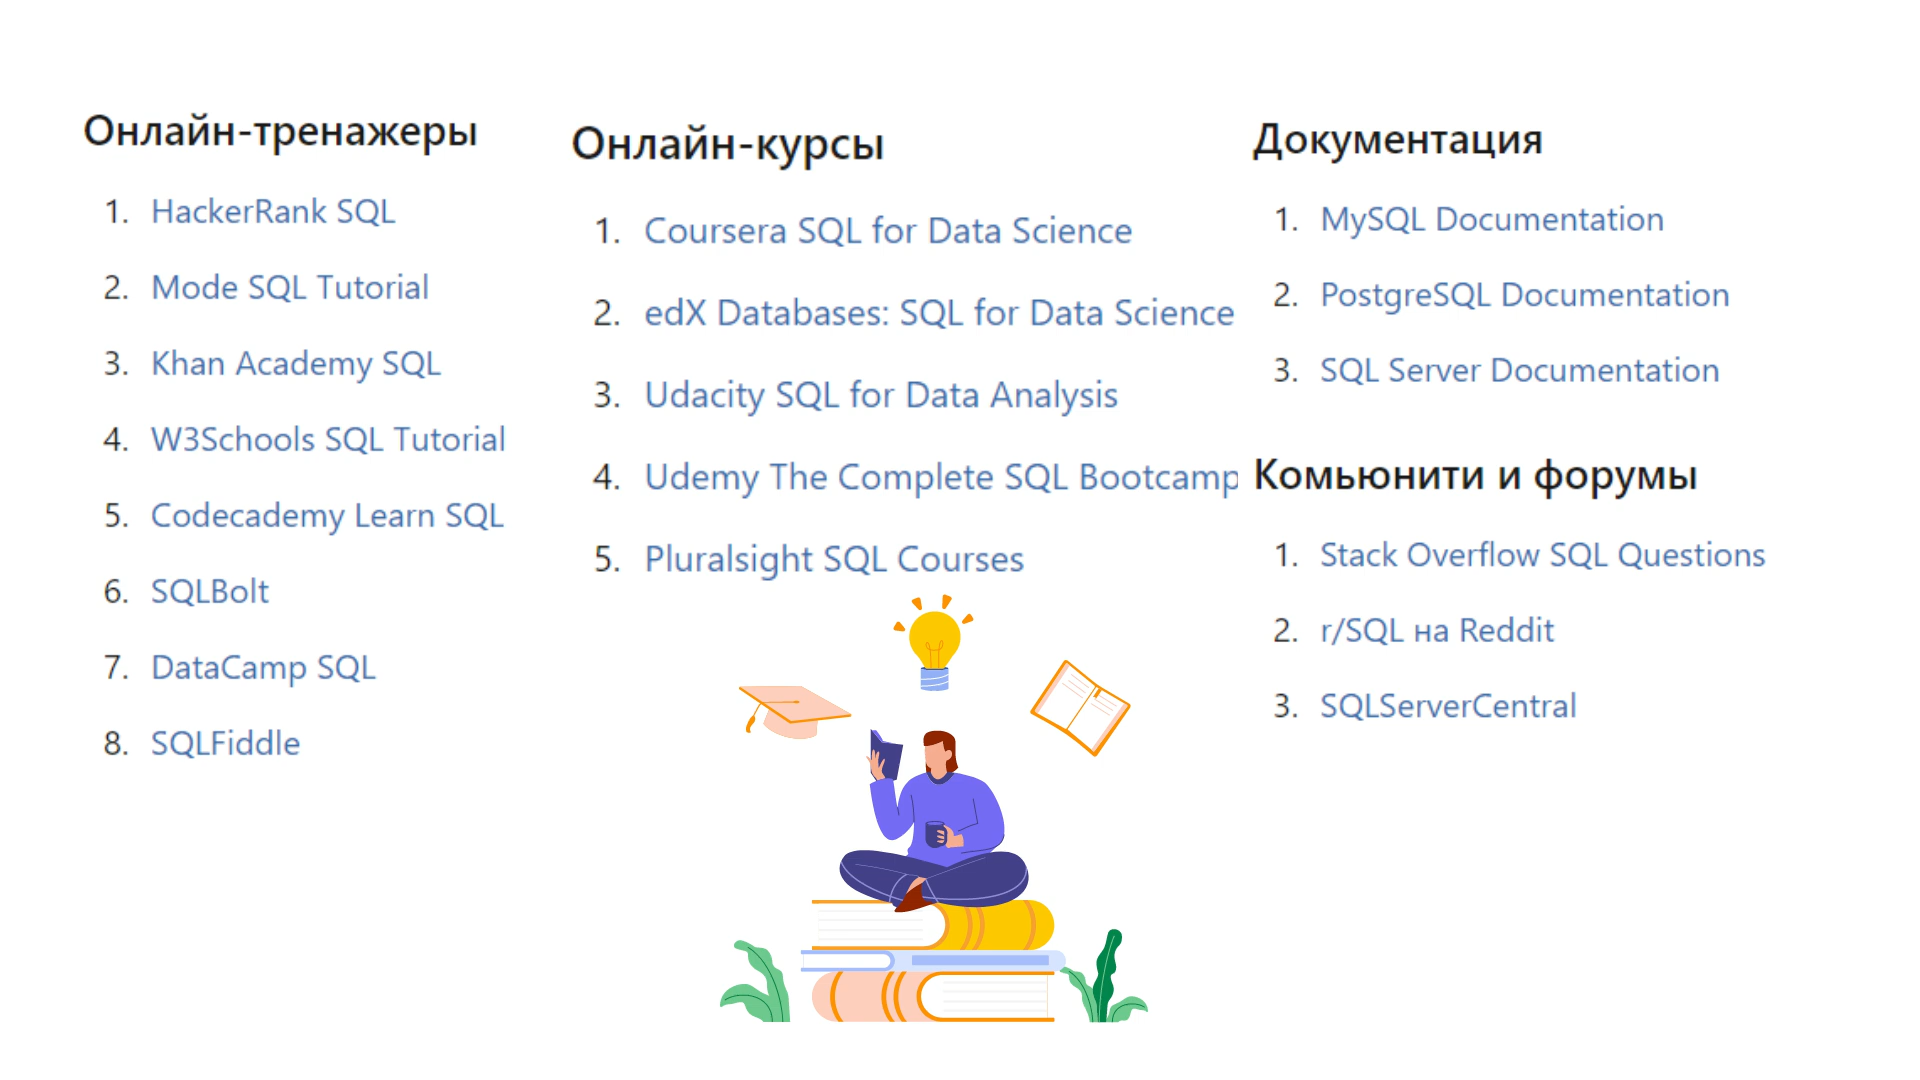 Онлайн-тренажеры
1. HackerRank SQL
2. Mode SQL Tutorial
3. Khan Academy SQL
4. W3Schools SQL Tutorial
5. Codecademy Learn SQL
6. SQLBolt
7. DataCamp SQL
8. SQLFiddle
Онлайн-курсы
1. Coursera SQL for Data Science
2. edX Databases: SQL for Data Science
3. Udacity SQL for Data Analysis
4. Udemy The Complete SQL Bootcamp
5. Pluralsight SQL Courses
Документация
1. MySQL Documentation
2. PostgreSQL Documentation
3. SQL Server Documentation
Комьюнити и форумы
1. Stack Overflow SQL Questions
2. r/SQL на Reddit
3. SQLServerCentral